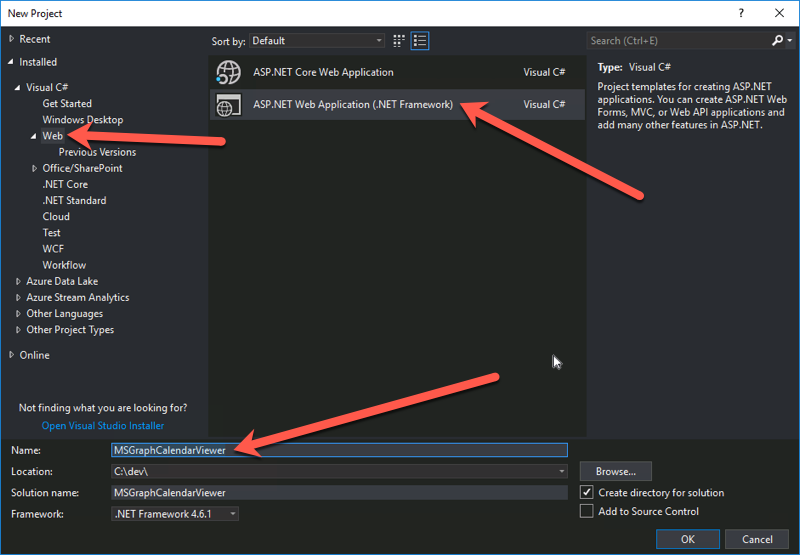 New Project
?
Recent
Installed
Visual C#
Get Started
Windows Desktop
Web
Previous Versions
Office/SharePoint
.NET Core
.NET Standard
Cloud
Test
WCF
Workflow
Azure Data Lake
Azure Stream Analytics
Other Languages
Other Project Types
Online
Not finding what you are looking for?
Open Visual Studio Installer
Sort by: Default
ASP.NET Core Web Application Visual C#
ASP.NET Web Application (.NET Framework) Visual C#
Search (Ctrl+E)
Type: Visual C#
Project templates for creating ASP.NET
applications. You can create ASP.NET Web
Forms, MVC, or Web API applications and
add many other features in ASP.NET.
Name: MSGraphCalendarViewer
Location: C:\dev\
Solution name: MSGraphCalendarViewer
Framework: .NET Framework 4.6.1
Browse...
Create directory for solution
Add to Source Control
OK Cancel